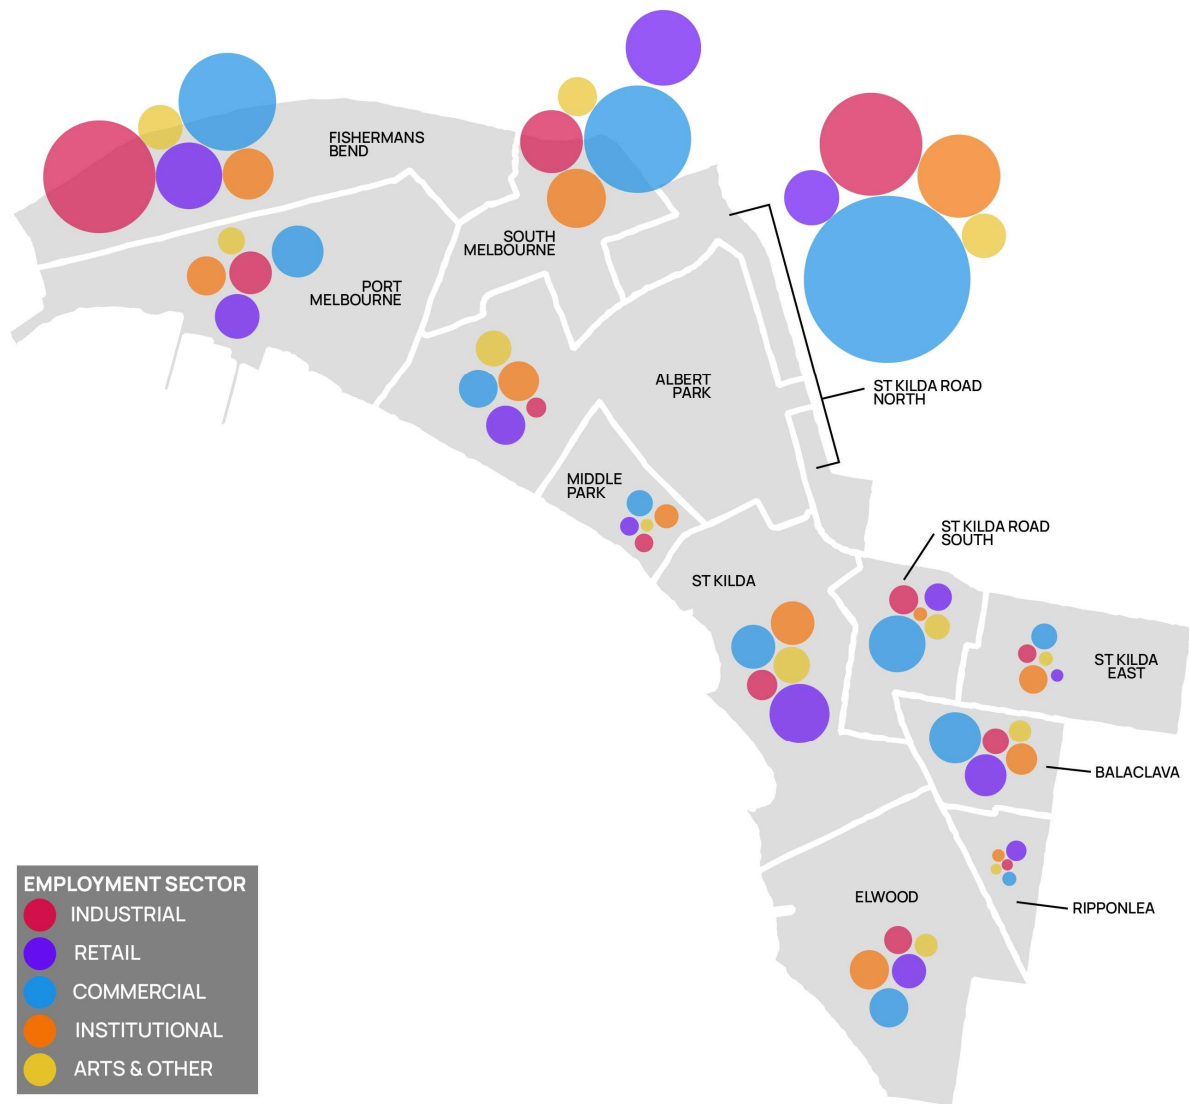 FISHERMANS
BEND
SOUTH
MELBOURNE
PORT
MELBOURNE
ALBERT
PARK
ST KILDA ROAD
NORTH
MIDDLE
PARK
ST KILDA ROAD
SOUTH
ST KILDA
ST KILDA
EAST
BALACLAVA
ELWOOD
RIPPONLEA
EMPLOYMENT SECTOR
INDUSTRIAL
RETAIL
COMMERCIAL
INSTITUTIONAL
ARTS & OTHER